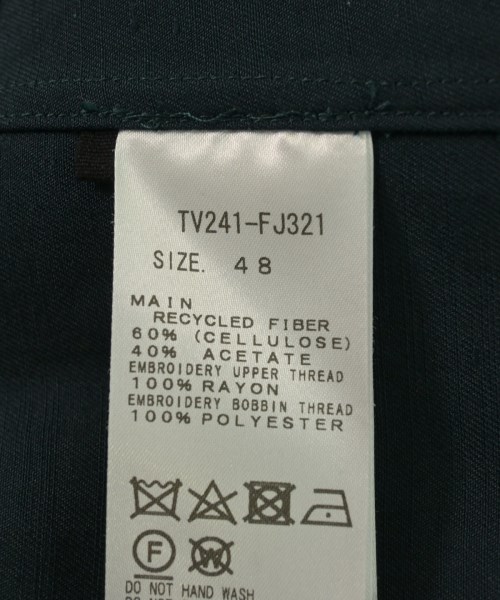 TV241-FJ321
SIZE. 48
MAIN
RECYCLED FIBER
60% (CELLULOSE)
40% ACETATE
EMBROIDERY UPPER THREAD
100% RAYON
EMBROIDERY BOBBIN THREAD
100% POLYESTER
F W
DO NOT HAND WASH